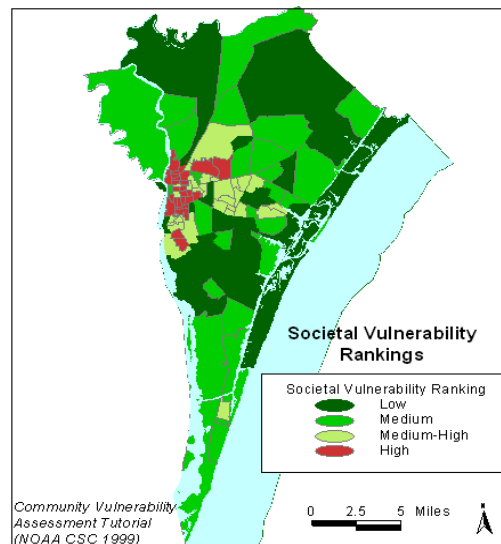 Societal Vulnerability
Rankings
Societal Vulnerability Ranking
Low
Medium
Medium-High
High
Community Vulnerability
Assessment Tutorial
(NOAA CSC 1999)
0 2.5 5 Miles
N